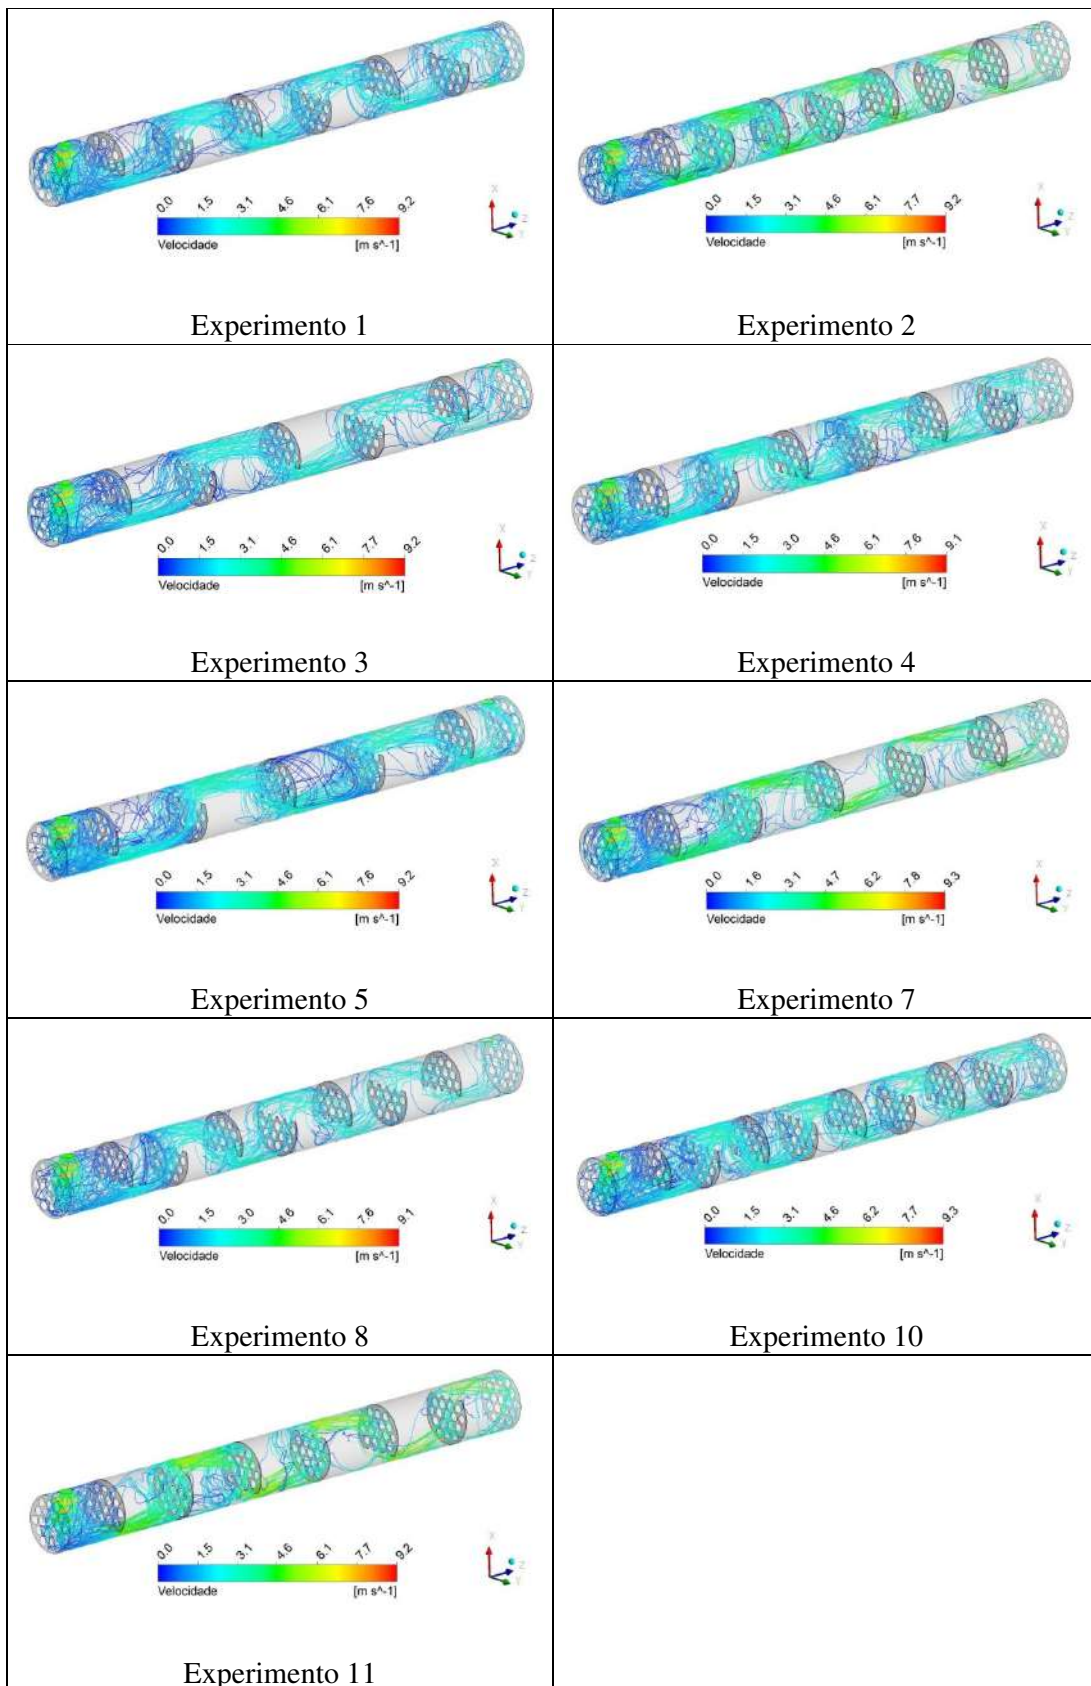 0.0 1.5 3.1 4.6 6.1 7.6 9.2
Velocidade [m s^-1]
X
Z
Y
Experimento 1
0.0 1.5 3.1 4.6 6.1 7.7 9.2
Velocidade [m s^-1]
X
Z
Y
Experimento 2
0.0 1.5 3.1 4.6 6.1 7.7 9.2
Velocidade [m s^-1]
X
Z
Y
Experimento 3
0.0 1.5 3.0 4.6 6.1 7.6 9.1
Velocidade [m s^-1]
X
Z
Y
Experimento 4
0.0 1.5 3.1 4.6 6.1 7.6 9.2
Velocidade [m s^-1]
X
Z
Y
Experimento 5
0.0 1.6 3.1 4.7 6.2 7.8 9.3
Velocidade [m s^-1]
X
Z
Y
Experimento 7
0.0 1.5 3.0 4.6 6.1 7.6 9.1
Velocidade [m s^-1]
X
Z
Y
Experimento 8
0.0 1.5 3.1 4.6 6.2 7.7 9.3
Velocidade [m s^-1]
X
Z
Y
Experimento 10
0.0 1.5 3.1 4.6 6.1 7.7 9.2
Velocidade [m s^-1]
X
Z
Y
Experimento 11